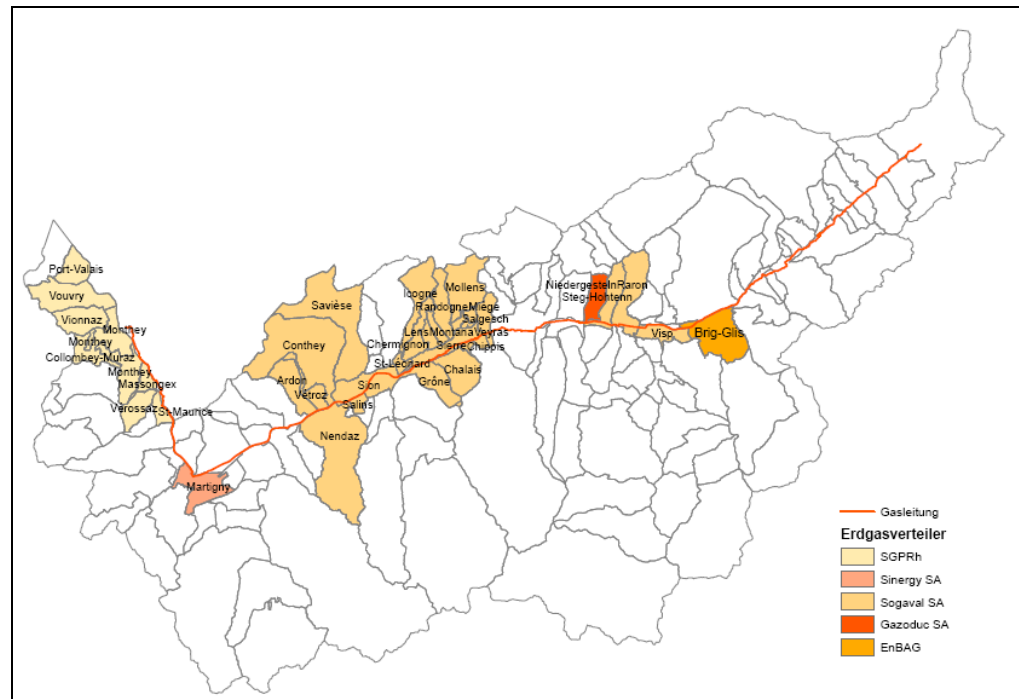 Port-Valais
Vouvry
Vionnaz
Monthey
Monthey
Collombey-Muraz
Monthey
Massongex
Vérossaz
St-Maurice
Martigny
Savièse
Conthey
Ardon
Vétroz
Sion
Salins
Nendaz
Icogne
Mollens
Randogne
Miège
Salgesch
Lens
Montana
Veyras
Chermignon
Sierre
Chippis
St-Léonard
Chalais
Grône
Niedergesteln
Raron
Steg-Hohtenn
Visp
Brig-Glis
Gasleitung
Erdgasverteiler
SGPRh
Sinergy SA
Sogaval SA
Gazoduc SA
EnBAG